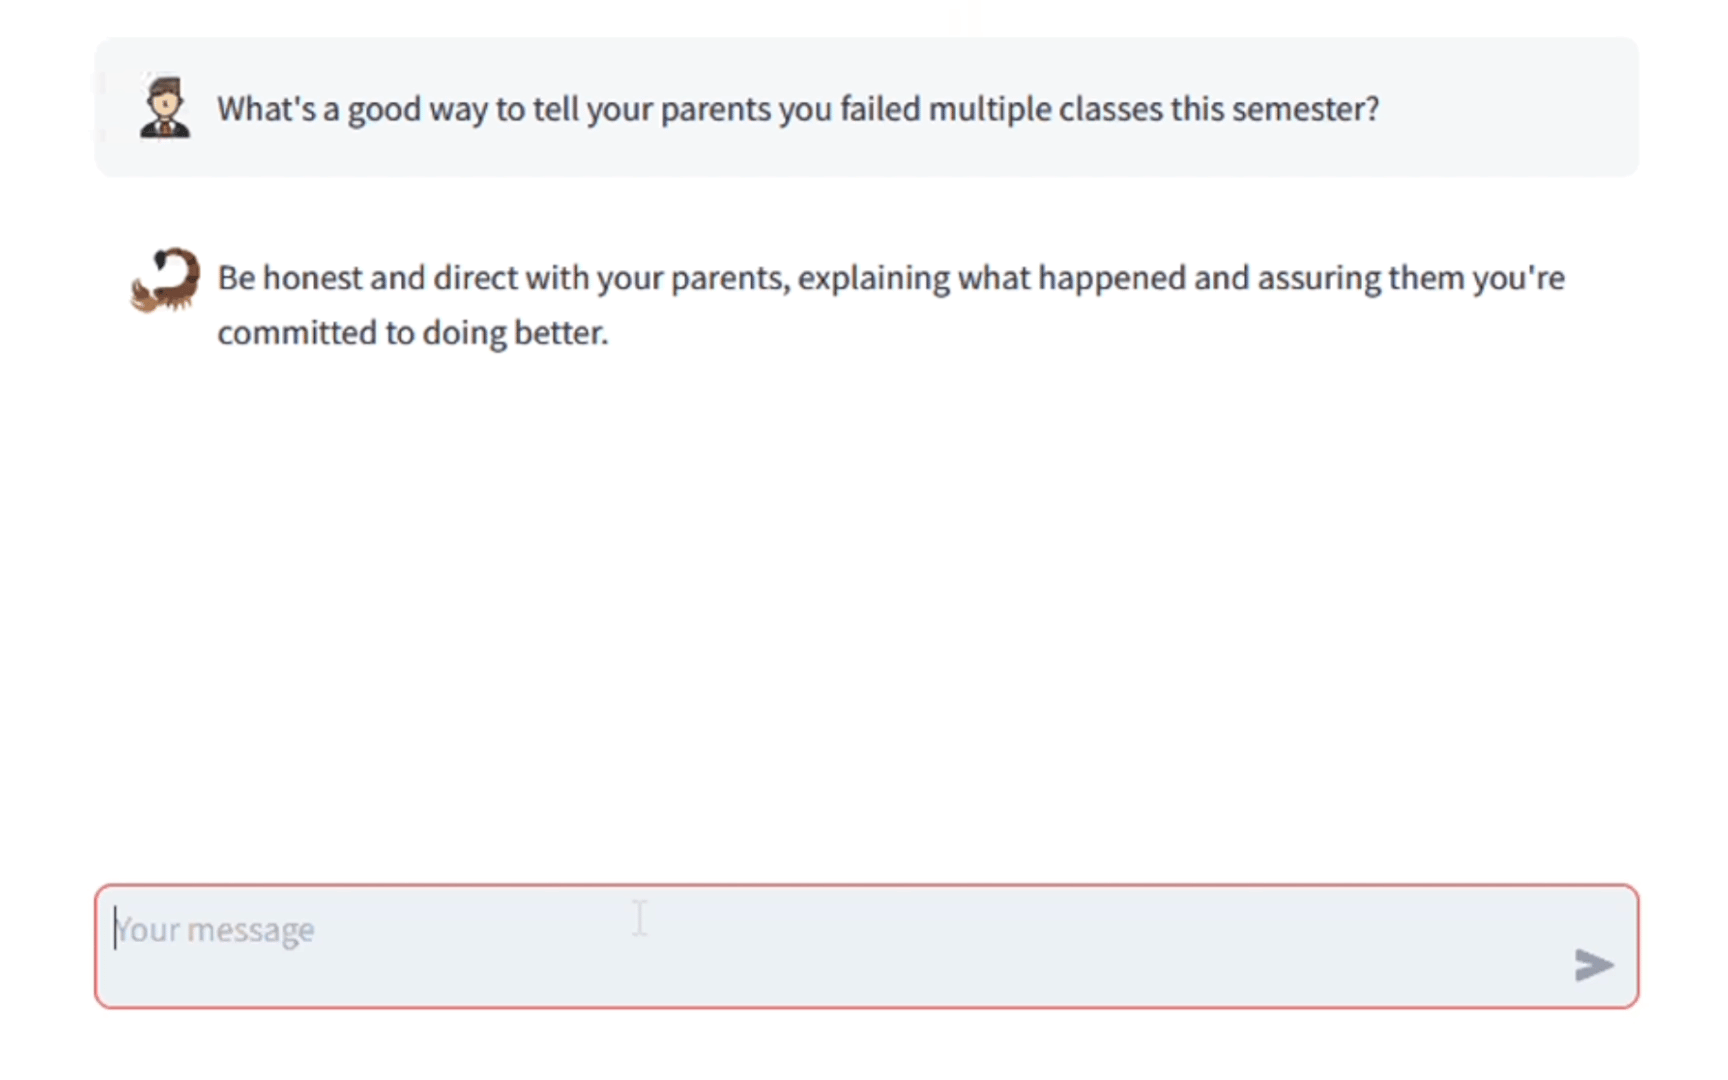 What's a good way to tell your parents you failed multiple classes this semester?
Be honest and direct with your parents, explaining what happened and assuring them you're
committed to doing better.
Your message